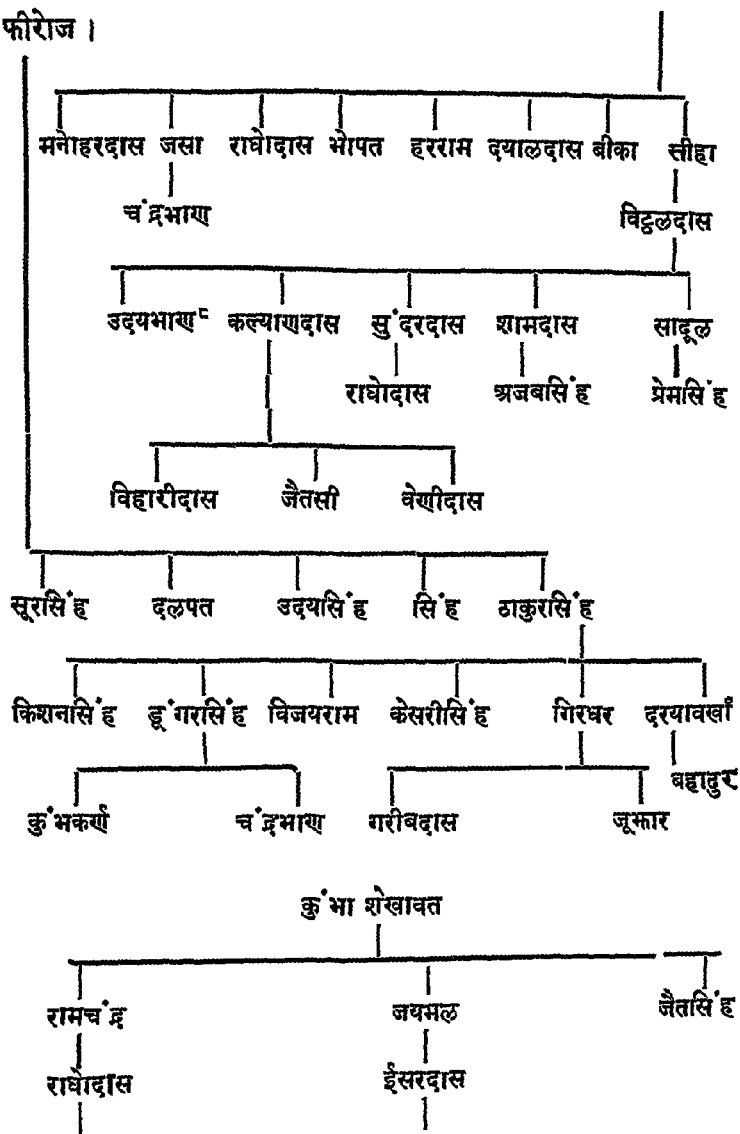 फीरोज ।
मनोहरदास जसा राघोदास भोपत हरराम दयालदास बीका सीहा
चंद्रभाण विट्ठलदास
उदयभाण कल्याणदास सुंदरदास शामदास सादूल
राघोदास अजबसिंह प्रेमसिंह
विहारीदास जैतसी वेणीदास
सूरसिंह दलपत उदयसिंह सिंह ठाकुरसिंह
किशनसिंह डूंगरसिंह विजयराम केसरीसिंह गिरधर दरयावखाँ
बहादुर
कुंभकर्ण चंद्रभाण गरीबदास जूझार
कुंभा शेखावत
रामचंद्र जयमल जैतसिंह
राघोदास ईसरदास